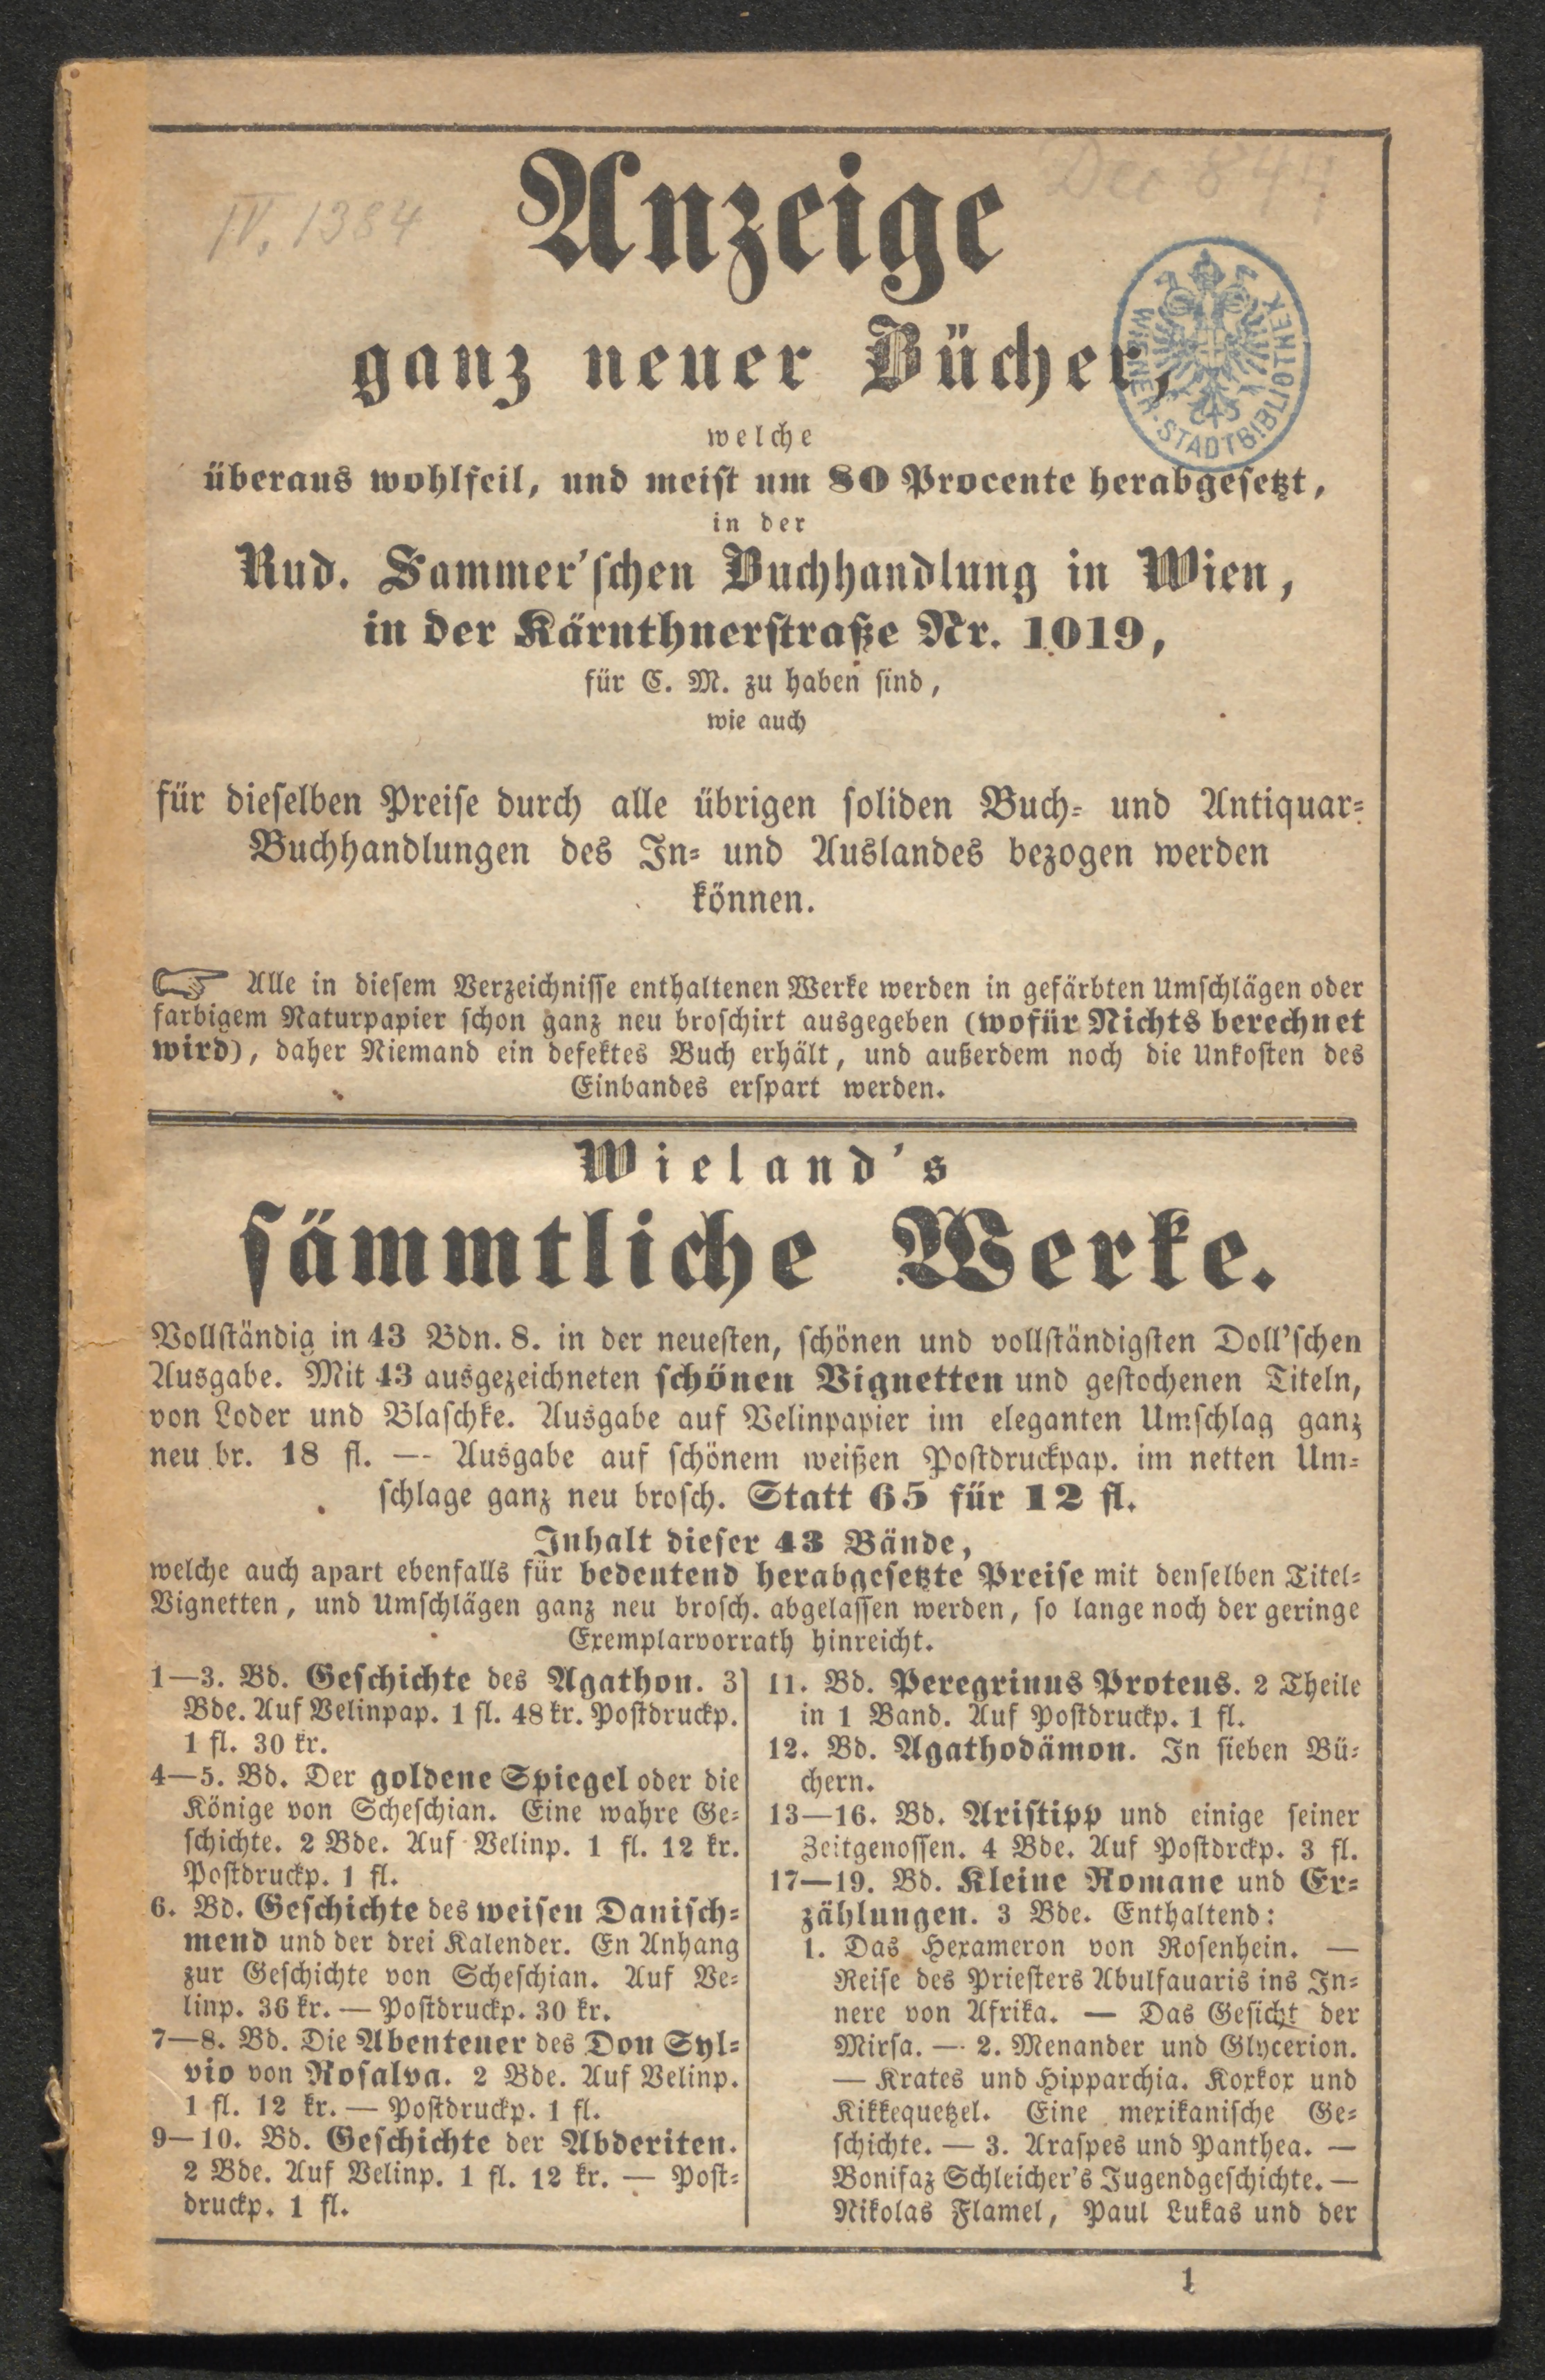 IV. 1384
Dec 844
Anzeige
ganz neuer Bücher,
WIENER-STADTBIBLIOTHEK
welche
überaus wohlfeil, und meist um 80 Procente herabgesetzt,
in der
Rud. Sammer'schen Buchhandlung in Wien,
in der Kärnthnerstraße Nr. 1019,
für C. M. zu haben sind,
wie auch
für dieselben Preise durch alle übrigen soliden Buch- und Antiquar-
Buchhandlungen des In- und Auslandes bezogen werden
können.
☞ Alle in diesem Verzeichnisse enthaltenen Werke werden in gefärbten Umschlägen oder
farbigem Naturpapier schon ganz neu broschirt ausgegeben (wofür Nichts berechnet
wird), daher Niemand ein defektes Buch erhält, und außerdem noch die Unkosten des
Einbandes erspart werden.
Wieland's
sämmtliche Werke.
Vollständig in 43 Bdn. 8. in der neuesten, schönen und vollständigsten Doll'schen
Ausgabe. Mit 43 ausgezeichneten schönen Vignetten und gestochenen Titeln,
von Loder und Blaschke. Ausgabe auf Velinpapier im eleganten Umschlag ganz
neu br. 18 fl. — Ausgabe auf schönem weißen Postdruckpap. im netten Um-
schlage ganz neu brosch. Statt 65 für 12 fl.
Inhalt dieser 43 Bände,
welche auch apart ebenfalls für bedeutend herabgesetzte Preise mit denselben Titel-
Vignetten, und Umschlägen ganz neu brosch. abgelassen werden, so lange noch der geringe
Exemplarvorrath hinreicht.
1—3. Bd. Geschichte des Agathon. 3
Bde. Auf Velinpap. 1 fl. 48 kr. Postdruckp.
1 fl. 30 kr.
4—5. Bd. Der goldene Spiegel oder die
Könige von Scheschian. Eine wahre Ge-
schichte. 2 Bde. Auf Velinp. 1 fl. 12 kr.
Postdruckp. 1 fl.
6. Bd. Geschichte des weisen Danisch-
mend und der drei Kalender. En Anhang
zur Geschichte von Scheschian. Auf Ve-
linp. 36 kr. — Postdruckp. 30 kr.
7—8. Bd. Die Abenteuer des Don Syl-
vio von Rosalva. 2 Bde. Auf Velinp.
1 fl. 12 kr. — Postdruckp. 1 fl.
9—10. Bd. Geschichte der Abderiten.
2 Bde. Auf Velinp. 1 fl. 12 kr. — Post-
druckp. 1 fl.
11. Bd. Peregrinus Proteus. 2 Theile
in 1 Band. Auf Postdruckp. 1 fl.
12. Bd. Agathodämon. In sieben Bü-
chern.
13—16. Bd. Aristipp und einige seiner
Zeitgenossen. 4 Bde. Auf Postdrckp. 3 fl.
17—19. Bd. Kleine Romane und Er-
zählungen. 3 Bde. Enthaltend:
1. Das Hexameron von Rosenhein. —
Reise des Priesters Abulfauaris ins In-
nere von Afrika. — Das Gesicht der
Mirsa. — 2. Menander und Glycerion.
— Krates und Hipparchia. Koxkox und
Kikkequetzel. Eine mexikanische Ge-
schichte. — 3. Araspes und Panthea. —
Bonifaz Schleicher's Jugendgeschichte. —
Nikolas Flamel, Paul Lukas und der
1